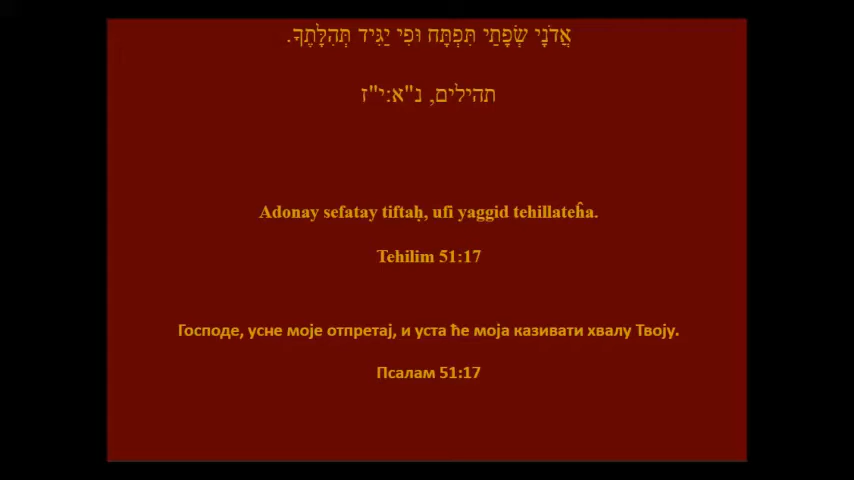 אֲדֹנָי שְׂפָתַי תִּפְתָּח וּפִי יַגִּיד תְּהִלָּתֶךָ.
תהילים, נ"א:י"ז
Adonay sefatay tiftaḥ, ufi yaggid tehillateĥa.
Tehilim 51:17
Господе, усне моје отпретај, и уста ће моја казивати хвалу Твоју.
Псалам 51:17